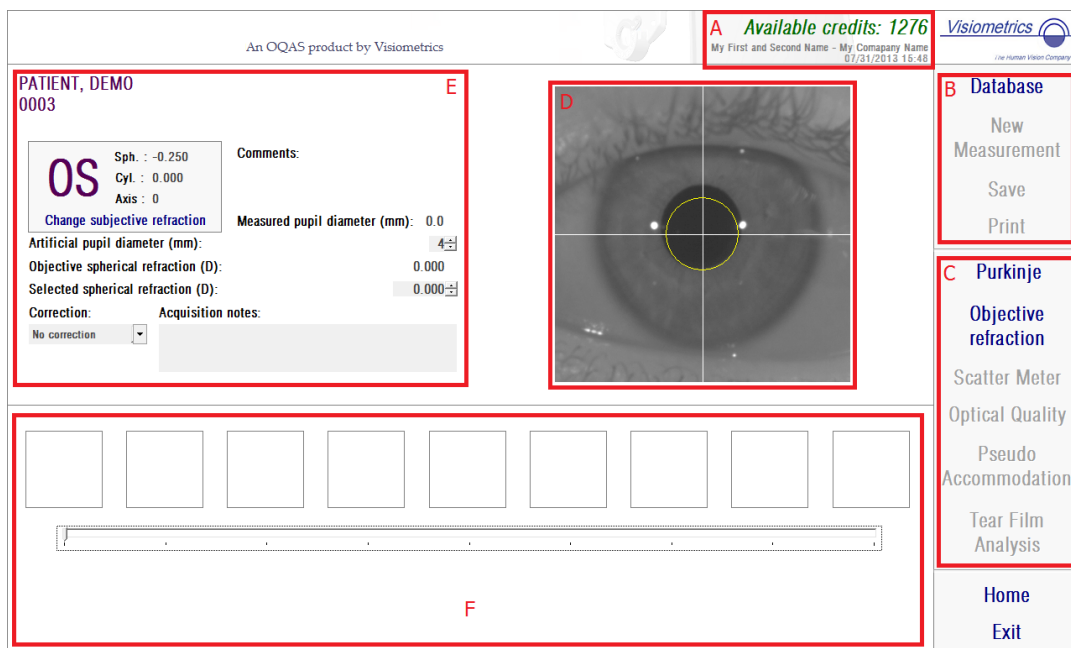 An OQAS product by Visiometrics
A
Available credits: 1276
My First and Second Name - My Comapany Name
07/31/2013 15:48
Visiometrics
The Human Vision Company
PATIENT, DEMO
0003
E
OS
Sph. : -0.250
Cyl. : 0.000
Axis : 0
Change subjective refraction
Comments:
Measured pupil diameter (mm): 0.0
Artificial pupil diameter (mm): 4
Objective spherical refraction (D): 0.000
Selected spherical refraction (D): 0.000
Correction:
Acquisition notes:
No correction
D
B
Database
New
Measurement
Save
Print
C
Purkinje
Objective
refraction
Scatter Meter
Optical Quality
Pseudo
Accommodation
Tear Film
Analysis
Home
Exit
F